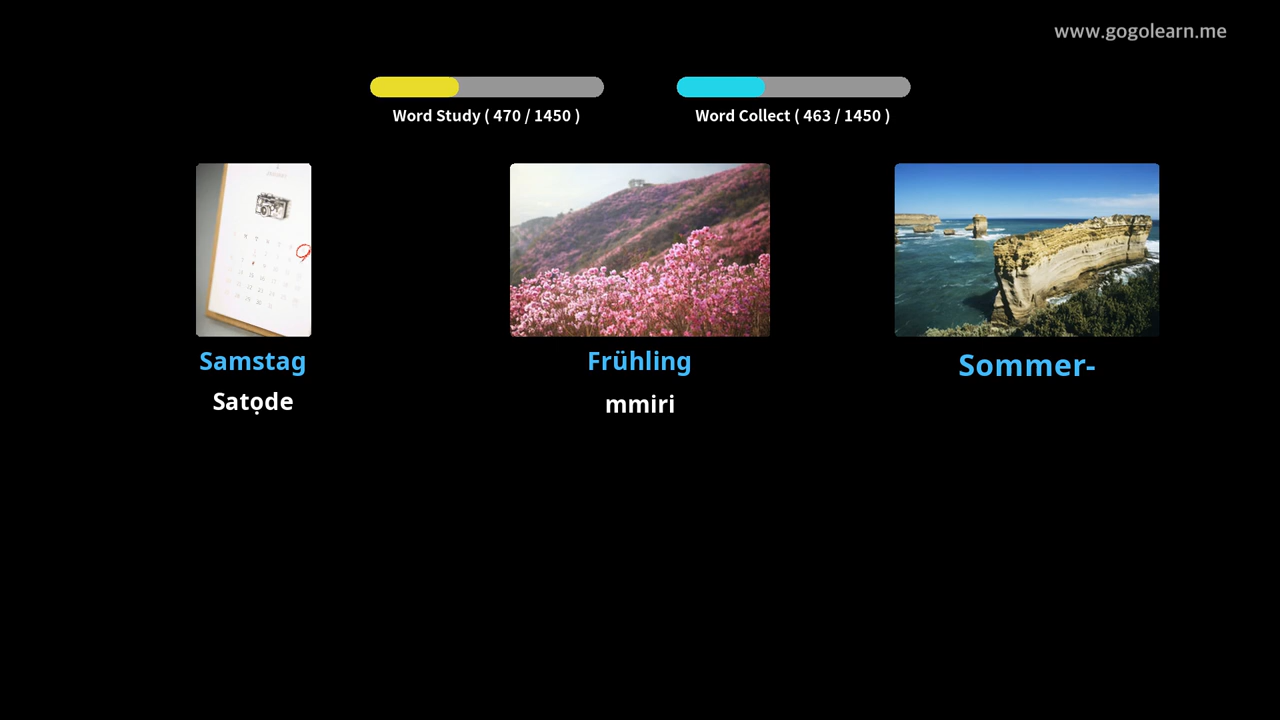 www.gogolearn.me
Word Study ( 470 / 1450 )
Word Collect ( 463 / 1450 )
Samstag
Satọde
Frühling
mmiri
Sommer-